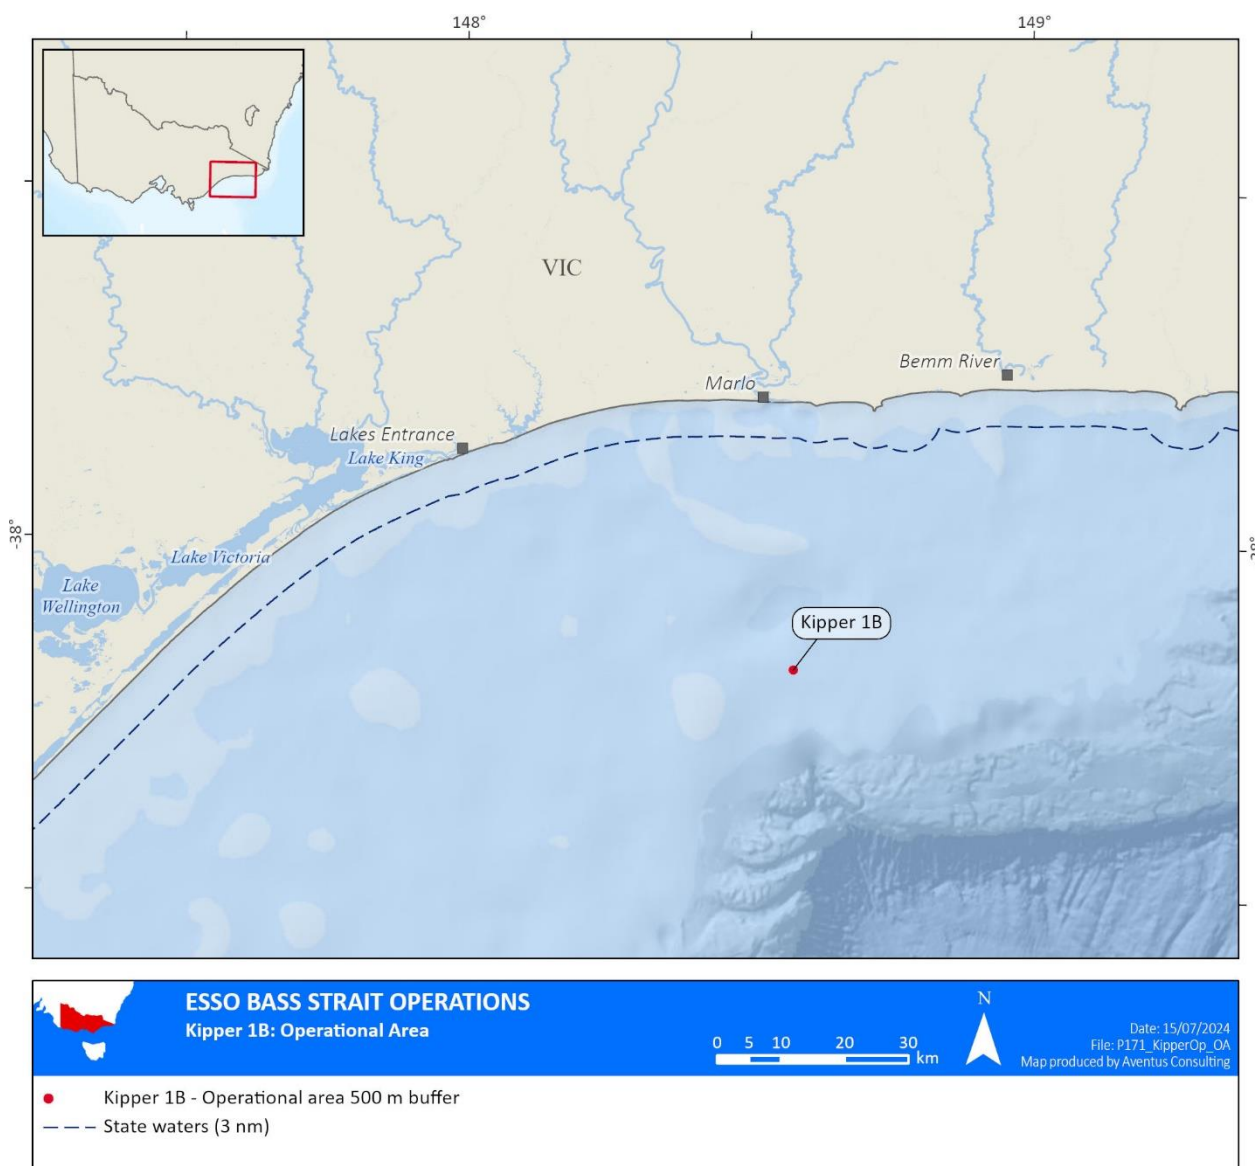 148°
149°
VIC
Bemm River
Marlo
Lakes Entrance
Lake King
-38°
Lake Victoria
Lake
Wellington
Kipper 1B
ESSO BASS STRAIT OPERATIONS
Kipper 1B: Operational Area
0 5 10 20 30
km
N
Date: 15/07/2024
File: P171_KipperOp_OA
Map produced by Aventus Consulting
Kipper 1B - Operational area 500 m buffer
State waters (3 nm)